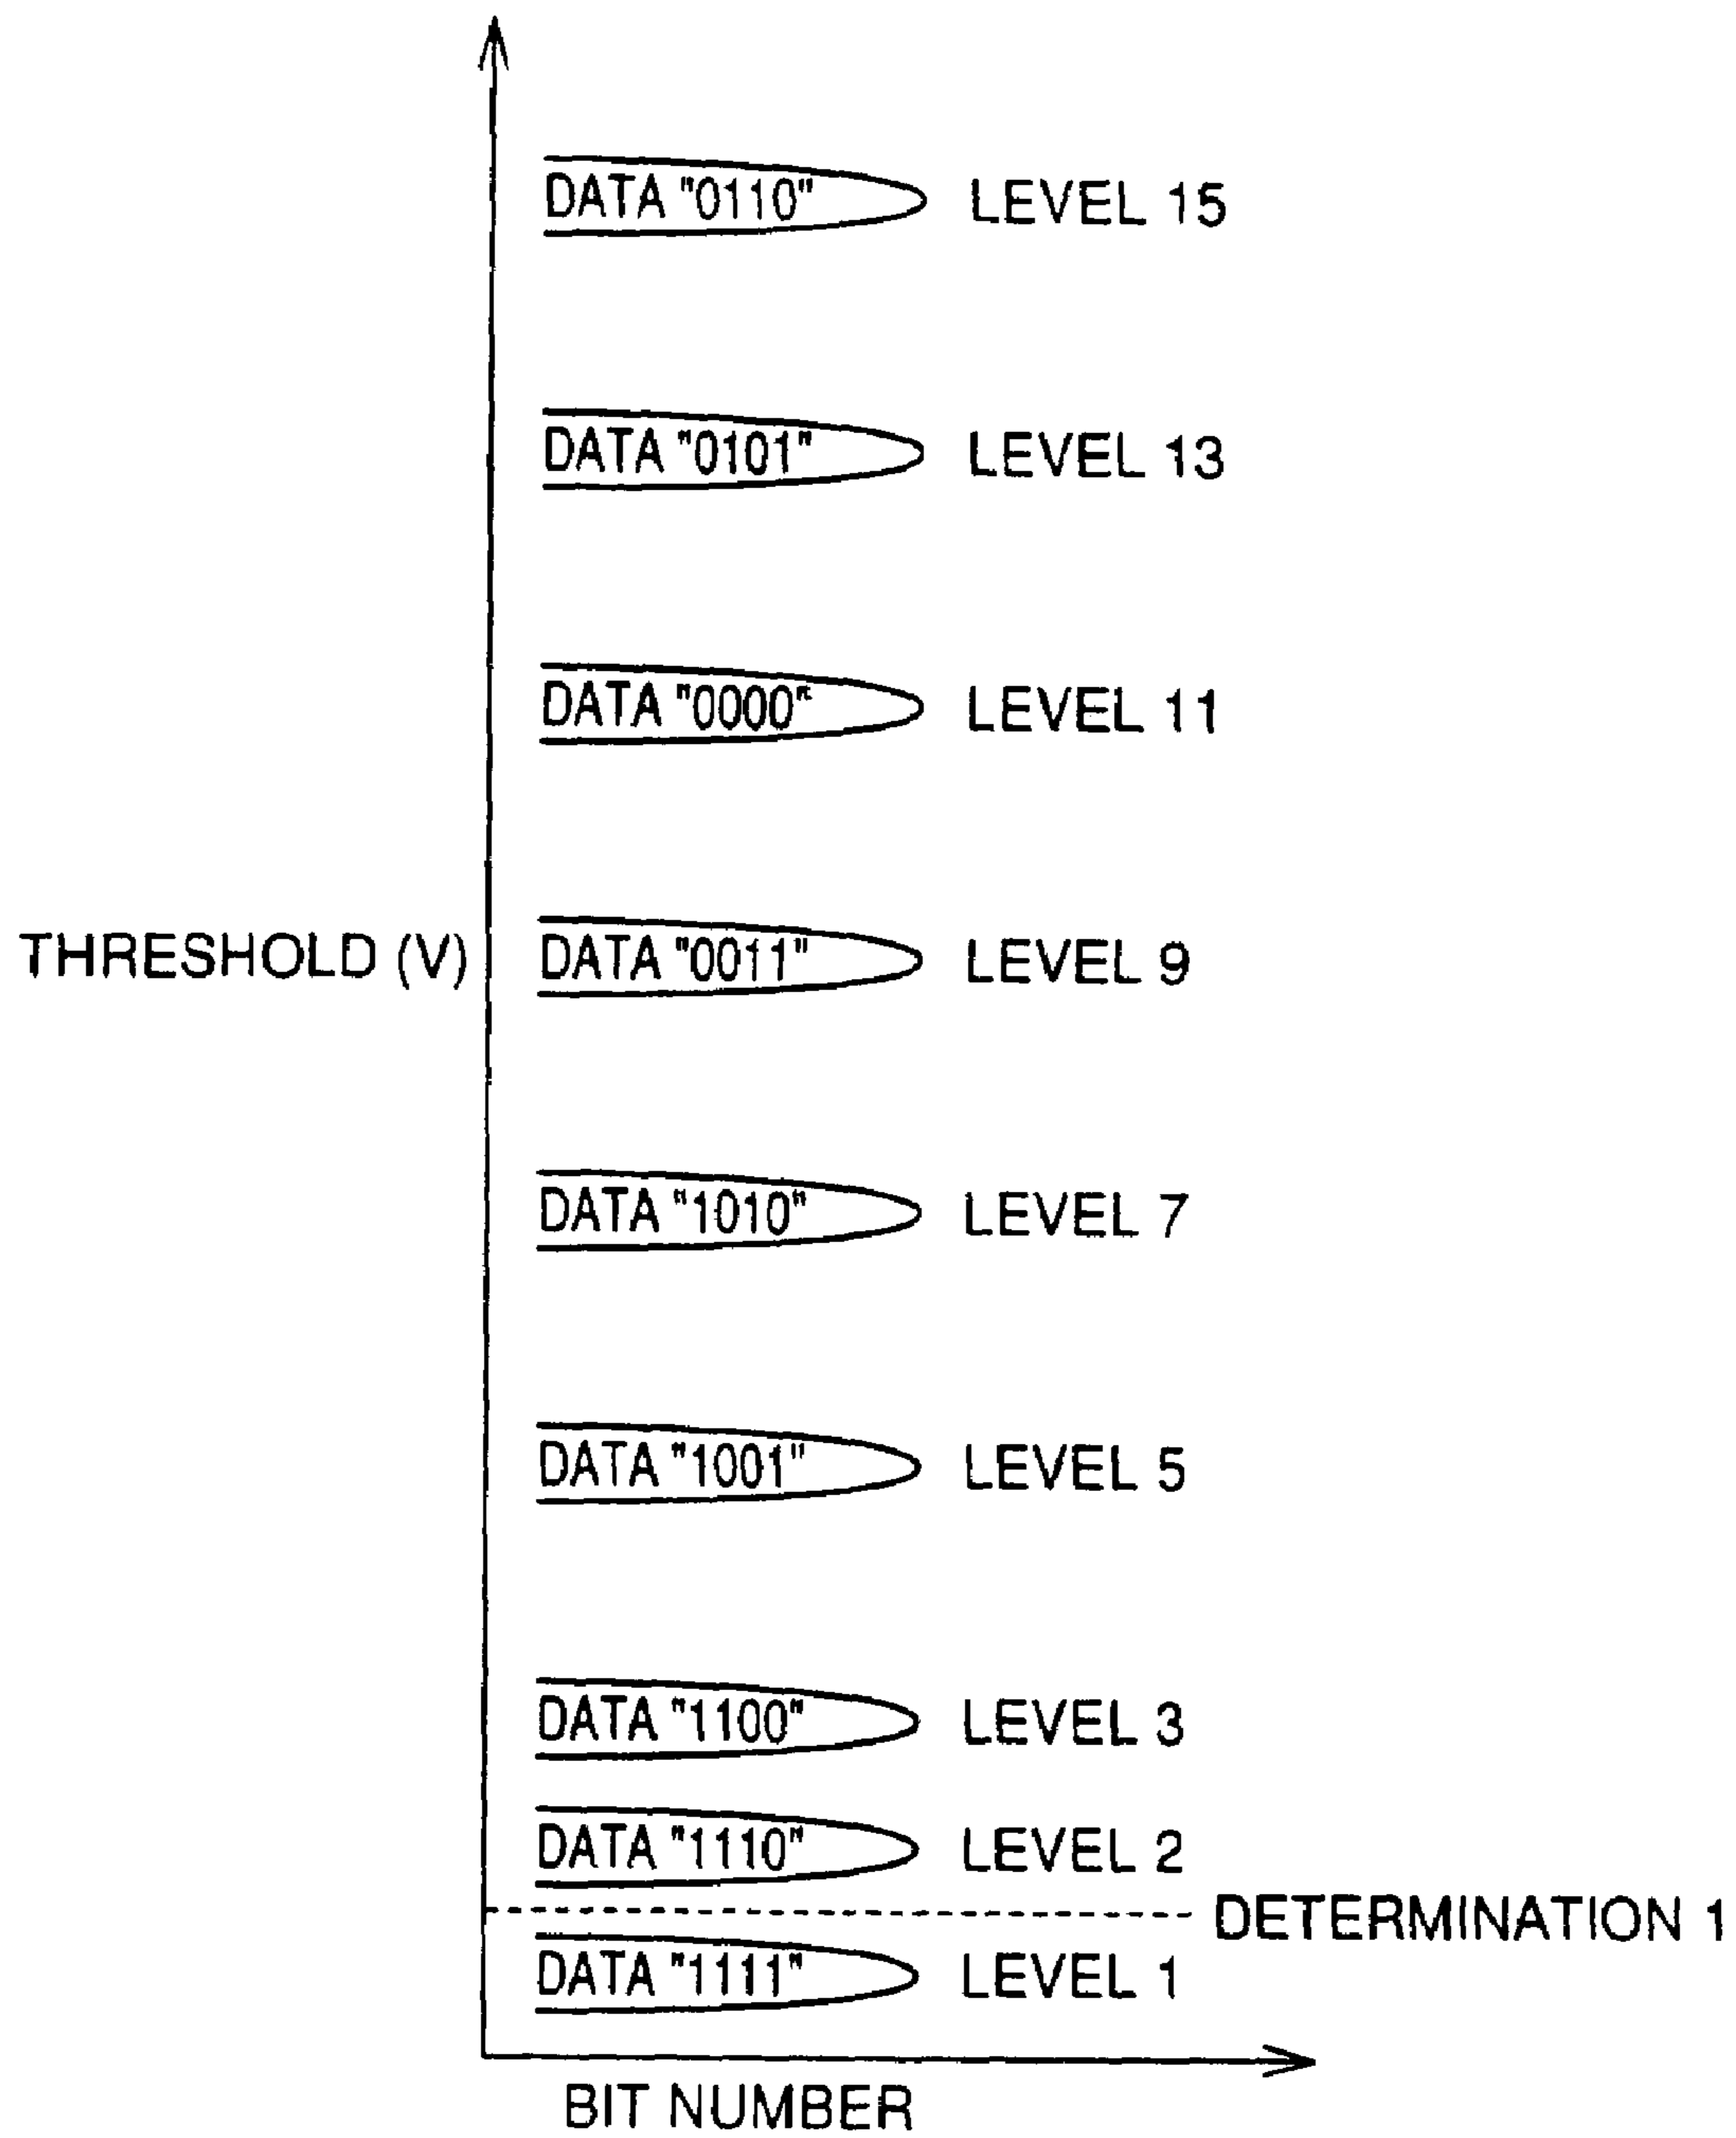 DATA "0110" LEVEL 15
DATA "0101" LEVEL 13
DATA "0000" LEVEL 11
THRESHOLD (V) DATA "0011" LEVEL 9
DATA "1010" LEVEL 7
DATA "1001" LEVEL 5
DATA "1100" LEVEL 3
DATA "1110" LEVEL 2
DETERMINATION 1
DATA "1111" LEVEL 1
BIT NUMBER